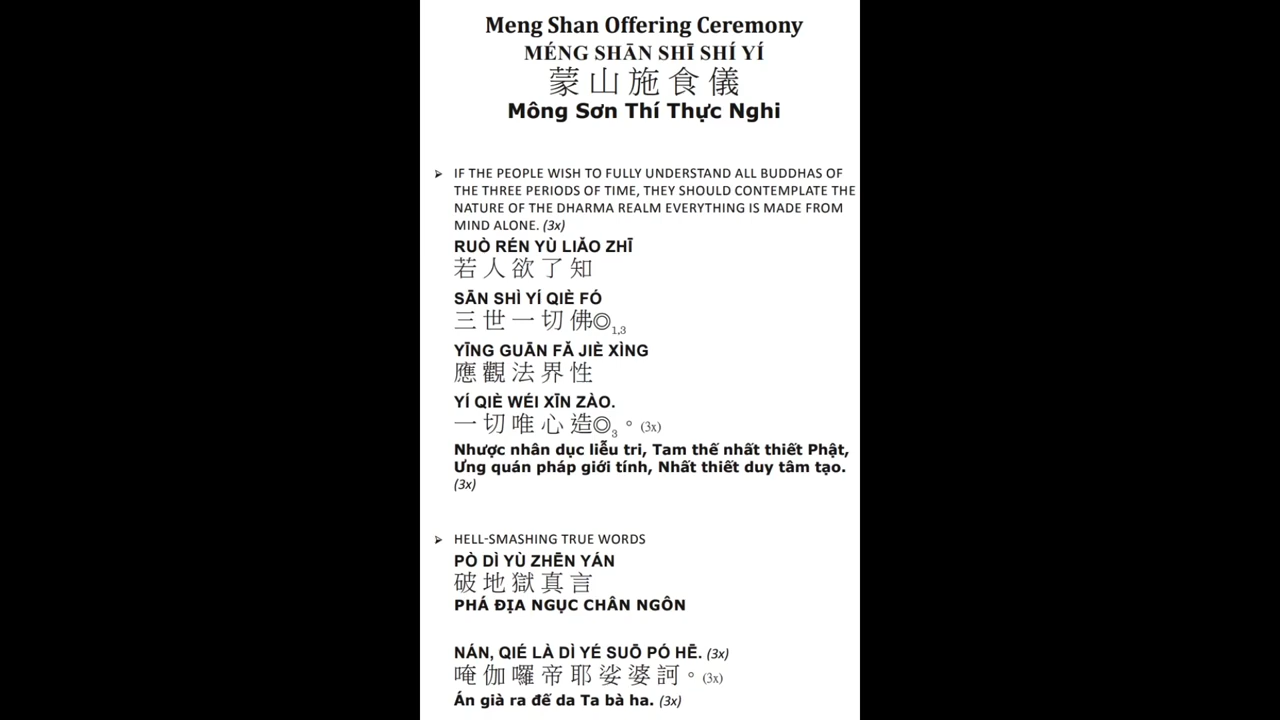 Meng Shan Offering Ceremony
MÉNG SHĀN SHĪ SHÍ YÍ
蒙山施食儀
Mông Sơn Thí Thực Nghi
➢ IF THE PEOPLE WISH TO FULLY UNDERSTAND ALL BUDDHAS OF
THE THREE PERIODS OF TIME, THEY SHOULD CONTEMPLATE THE
NATURE OF THE DHARMA REALM EVERYTHING IS MADE FROM
MIND ALONE. (3x)
RUÒ RÉN YÙ LIǍO ZHĪ
若人欲了知
SĀN SHÌ YÍ QIÈ FÓ
三世一切佛◎1,3
YĪNG GUĀN FǍ JIÈ XÌNG
應觀法界性
YÍ QIÈ WÉI XĪN ZÀO.
一切唯心造◎3。(3x)
Nhược nhân dục liễu tri, Tam thế nhất thiết Phật,
Ưng quán pháp giới tính, Nhất thiết duy tâm tạo.
(3x)
➢ HELL-SMASHING TRUE WORDS
PÒ DÌ YÙ ZHĒN YÁN
破地獄真言
PHÁ ĐỊA NGỤC CHÂN NGÔN
NÁN, QIÉ LÀ DÌ YÉ SUŌ PÓ HĒ. (3x)
唵伽囉帝耶娑婆訶。(3x)
Án già ra đế da Ta bà ha. (3x)